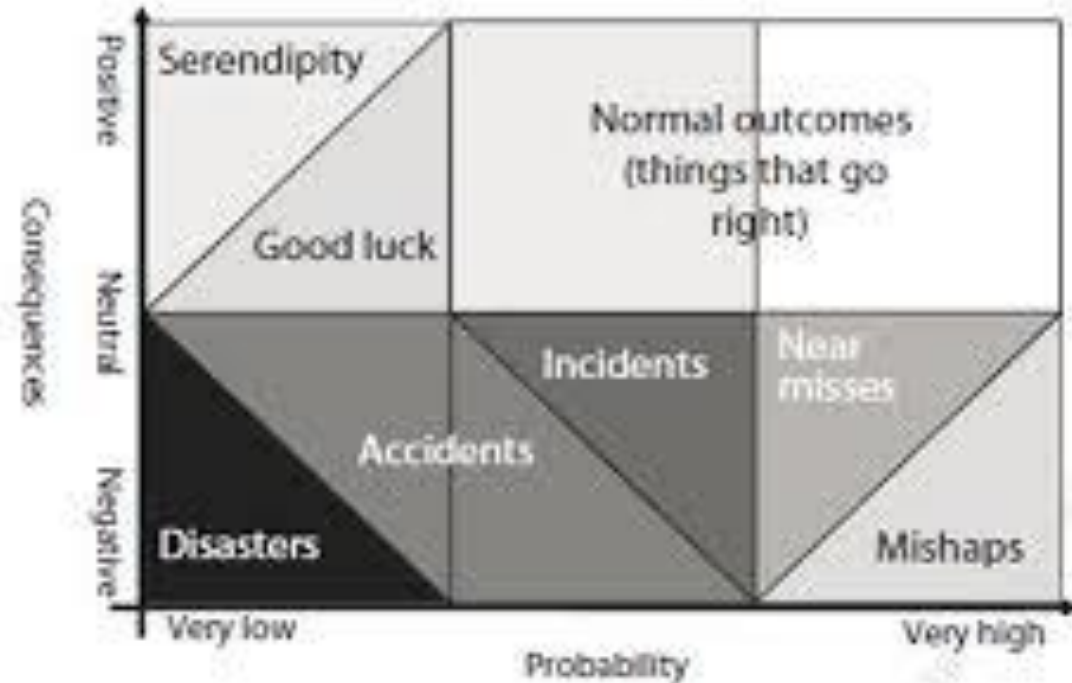 Positive
Serendipity
Normal outcomes
(things that go
right)
Good luck
Consequences
Neutral
Incidents
Near
misses
Accidents
Negative
Disasters
Mishaps
Very low
Very high
Probability